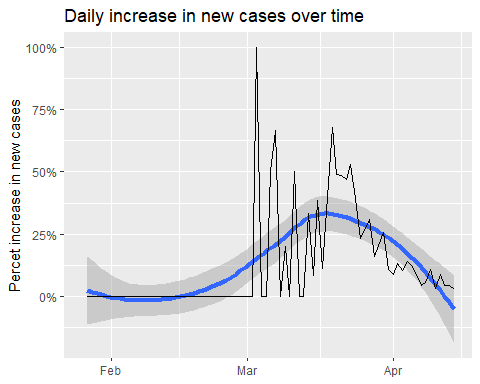 Daily increase in new cases over time
Percet increase in new cases
100%
75%
50%
25%
0%
Feb
Mar
Apr